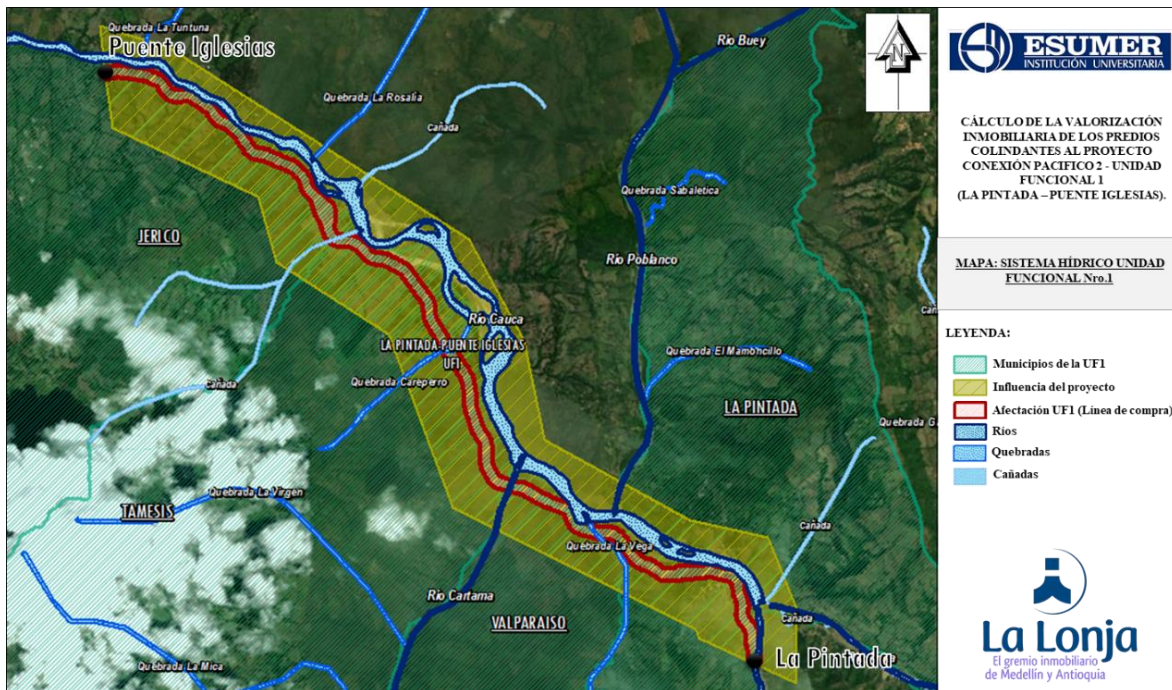 Quebrada La Tuntuna
Puente Iglesias
Río Buey
Quebrada La Rosalia
Cañada
Quebrada Sabaletica
JERICO
Río Poblanco
Río Cauca
LA PINTADA-PUENTE IGLESIAS
UF1
Quebrada El Mamoncillo
Cañada
Quebrada Careperro
LA PINTADA
Quebrada La Virgen
TAMESIS
Cañada
Quebrada La Vega
Río Cartama
VALPARAISO
Cañada
La Pintada
Quebrada La Mica
N
ESUMER
INSTITUCIÓN UNIVERSITARIA
CÁLCULO DE LA VALORIZACIÓN
INMOBILIARIA DE LOS PREDIOS
COLINDANTES AL PROYECTO
CONEXIÓN PACIFICO 2 - UNIDAD
FUNCIONAL 1
(LA PINTADA – PUENTE IGLESIAS).
MAPA: SISTEMA HÍDRICO UNIDAD
FUNCIONAL Nro.1
LEYENDA:
Municipios de la UF1
Influencia del proyecto
Afectación UF1 (Línea de compra)
Ríos
Quebradas
Cañadas
La Lonja
El gremio inmobiliario
de Medellín y Antioquia